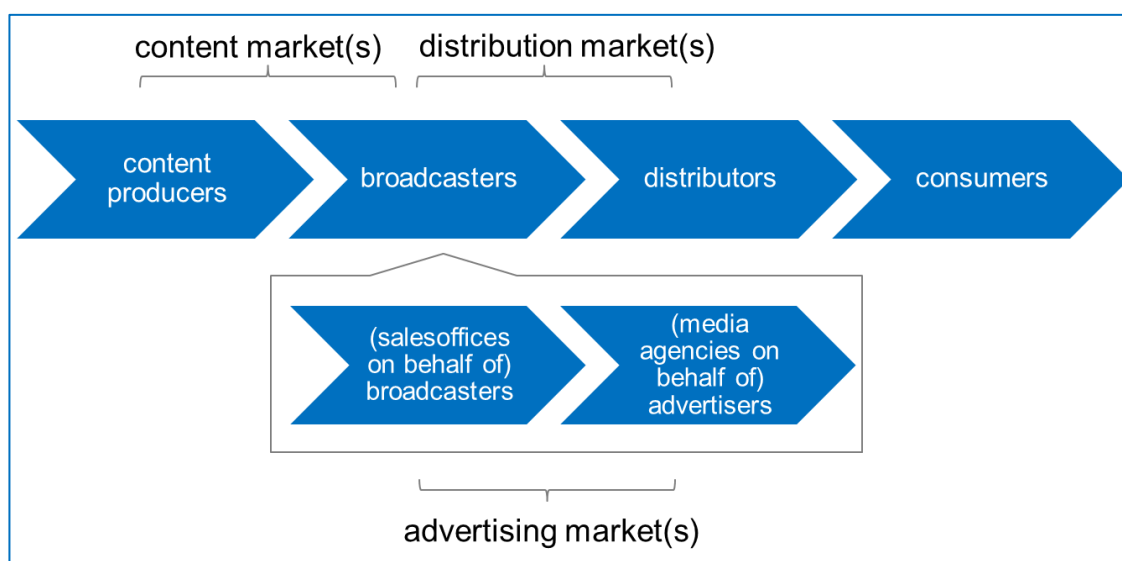 content market(s)
distribution market(s)
content
producers
broadcasters
distributors
consumers
(salesoffices
on behalf of)
broadcasters
(media
agencies on
behalf of)
advertisers
advertising market(s)